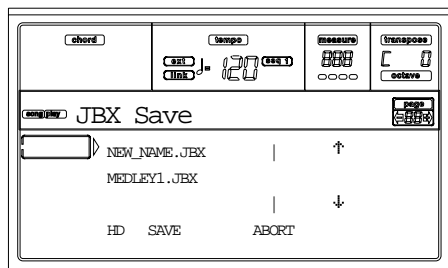 chord tempo measure transpose
ext ♩= 120 seq 1 888 C 0
link octave
song play JBX Save page
NEW_NAME.JBX
MEDLEY1.JBX
HD SAVE ABORT